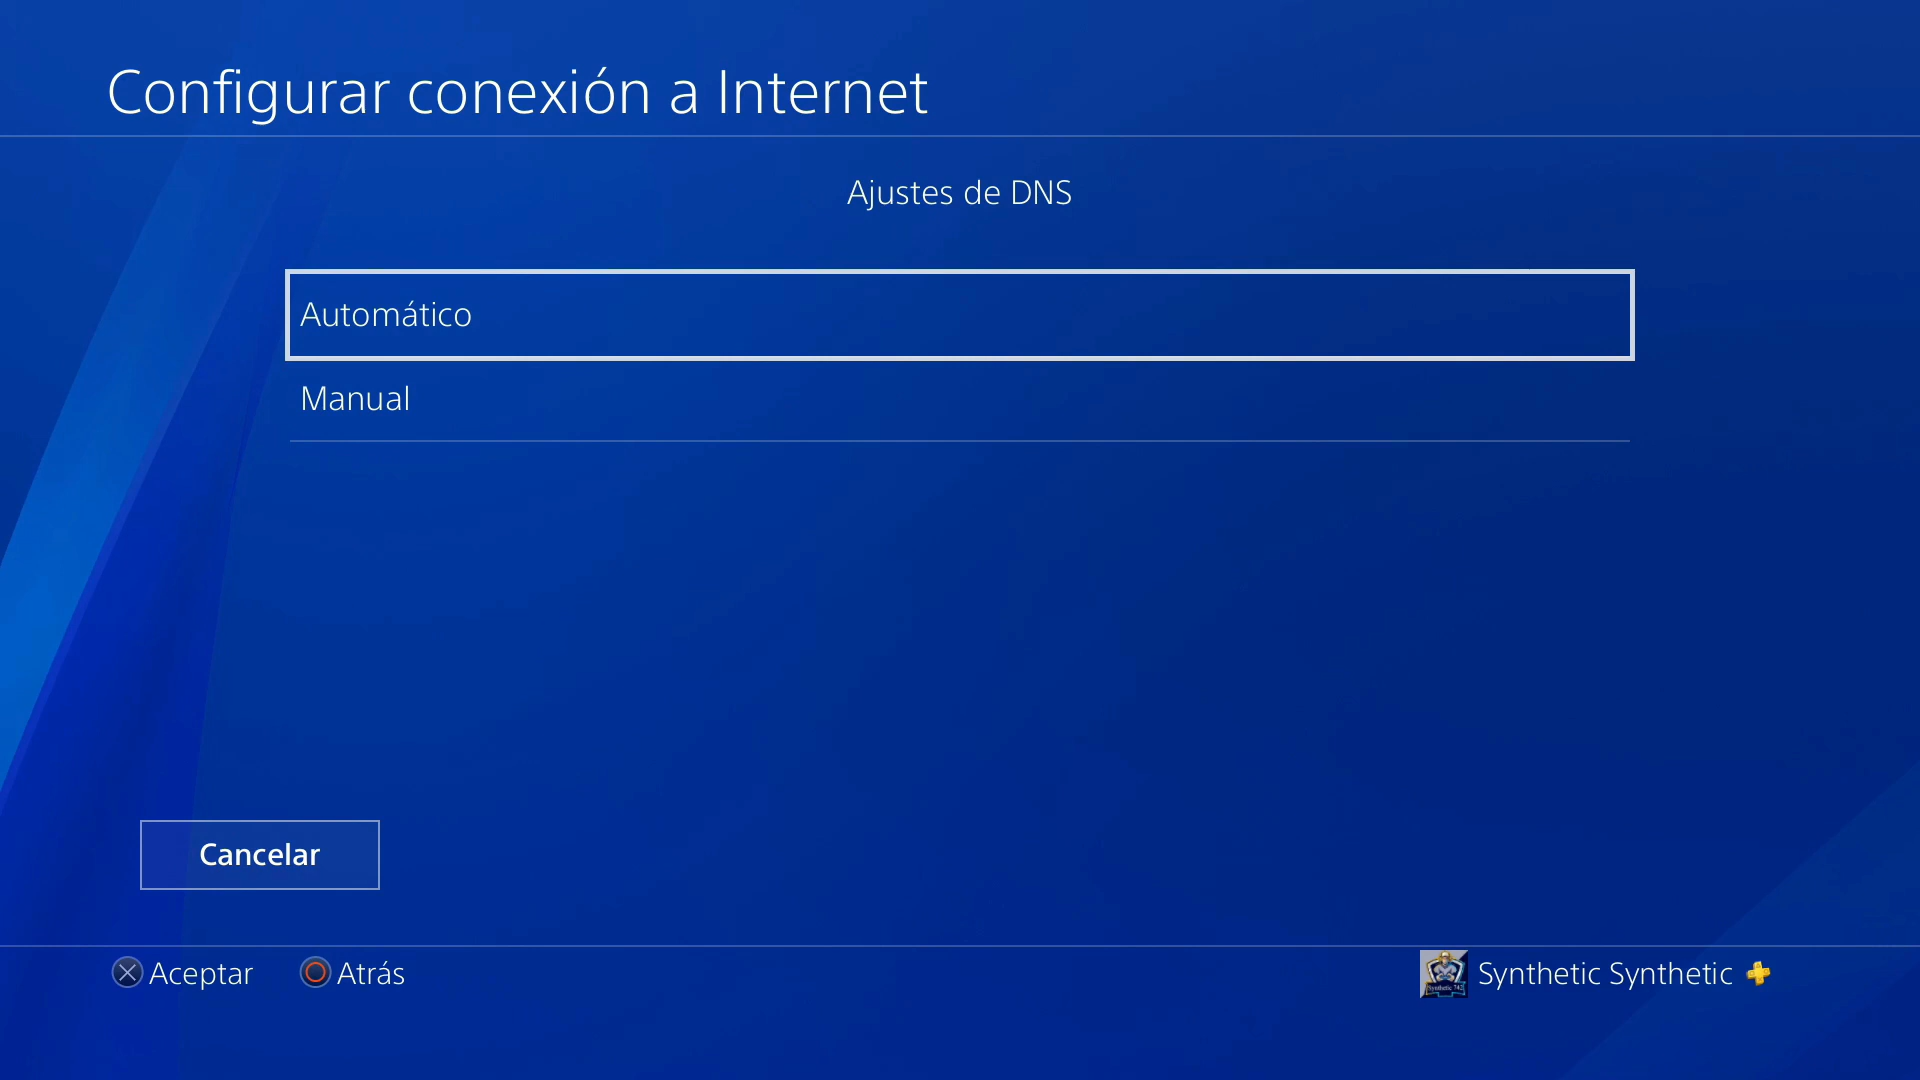 Configurar conexión a Internet
Ajustes de DNS
Automático
Manual
Cancelar
Aceptar Atrás Synthetic Synthetic